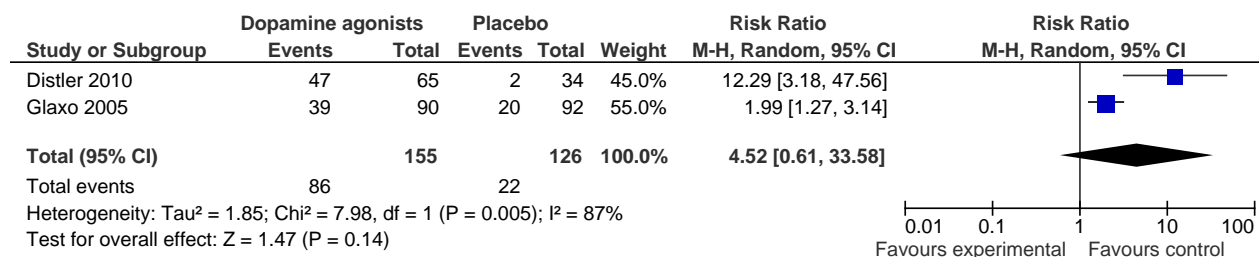 Dopamine agonists Placebo Risk Ratio Risk Ratio
Study or Subgroup Events Total Events Total Weight M-H, Random, 95% CI M-H, Random, 95% CI
Distler 2010 47 65 2 34 45.0% 12.29 [3.18, 47.56]
Glaxo 2005 39 90 20 92 55.0% 1.99 [1.27, 3.14]
Total (95% CI) 155 126 100.0% 4.52 [0.61, 33.58]
Total events 86 22
Heterogeneity: Tau² = 1.85; Chi² = 7.98, df = 1 (P = 0.005); I² = 87%
Test for overall effect: Z = 1.47 (P = 0.14)
0.01 0.1 1 10 100
Favours experimental Favours control